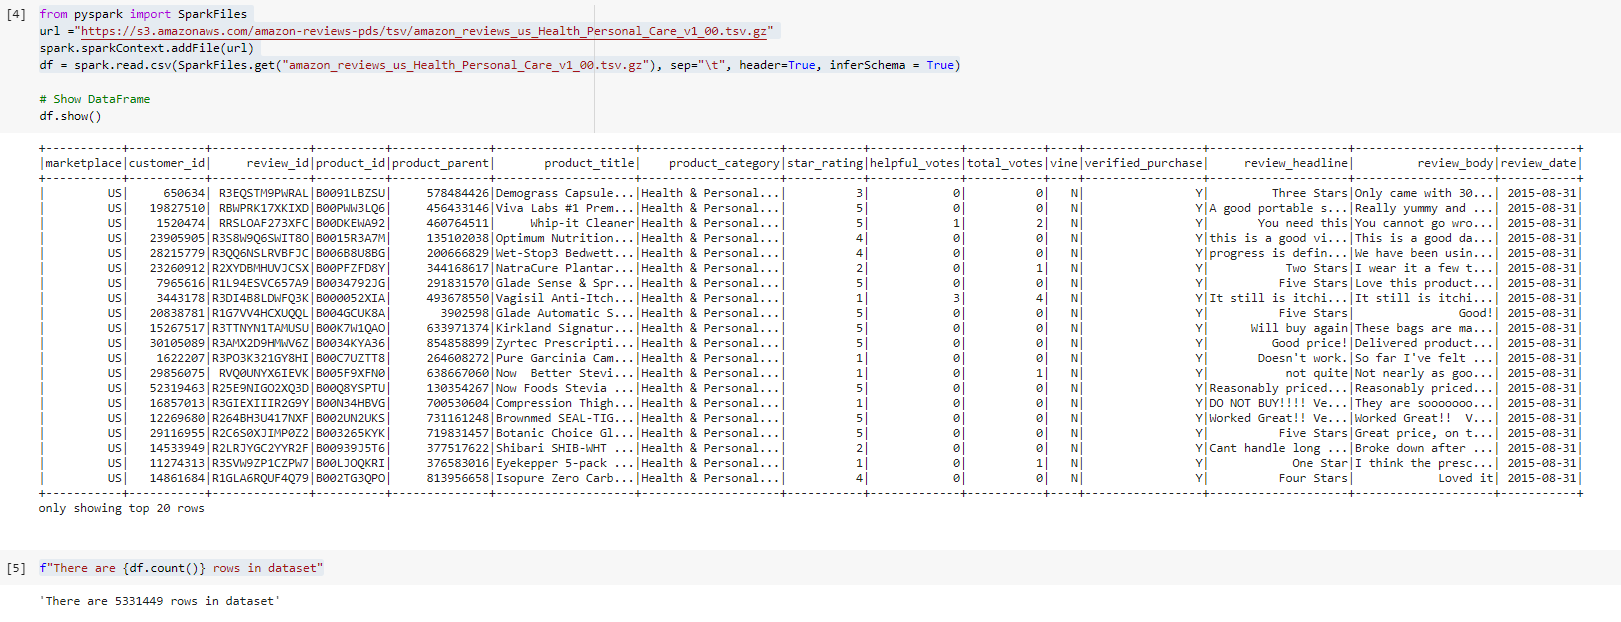 [4] from pyspark import SparkFiles
url ="https://s3.amazonaws.com/amazon-reviews-pds/tsv/amazon_reviews_us_Health_Personal_Care_v1_00.tsv.gz"
spark.sparkContext.addFile(url)
df = spark.read.csv(SparkFiles.get("amazon_reviews_us_Health_Personal_Care_v1_00.tsv.gz"), sep="\t", header=True, inferSchema = True)
# Show DataFrame
df.show()
|marketplace|customer_id|     review_id|product_id|product_parent|       product_title|    product_category|star_rating|helpful_votes|total_votes|vine|verified_purchase|     review_headline|         review_body|review_date|
|         US|     650634| R3EQSTM9PWRAL|B0091LBZSU|     578484426|Demograss Capsule...|Health & Personal...|          3|            0|          0|   N|                Y|         Three Stars|Only came with 30...| 2015-08-31|
|         US|   19827510| RBWPRK17XKIXD|B00PWW3LQ6|     456433146|Viva Labs #1 Prem...|Health & Personal...|          5|            0|          0|   N|                Y|A good portable s...|Really yummy and ...| 2015-08-31|
|         US|    1520474| RRSLOAF273XFC|B00DKEWA92|     460764511|     Whip-it Cleaner|Health & Personal...|          5|            1|          2|   N|                Y|       You need this|You cannot go wro...| 2015-08-31|
|         US|   23905905|R3S8W9Q6SWIT8O|B0015R3A7M|     135102038|Optimum Nutrition...|Health & Personal...|          4|            0|          0|   N|                Y|this is a good vi...|This is a good da...| 2015-08-31|
|         US|   28215779|R3QQ6NSLRVBFJC|B006B8U8BG|     200666829|Wet-Stop3 Bedwett...|Health & Personal...|          4|            0|          0|   N|                Y|progress is defin...|We have been usin...| 2015-08-31|
|         US|   23260912|R2XYDBMHUVJCSX|B00PFZFD8Y|     344168617|NatraCure Plantar...|Health & Personal...|          2|            0|          1|   N|                Y|           Two Stars|I wear it a few t...| 2015-08-31|
|         US|    7965616|R1L94ESVC657A9|B0034792JG|     291831570|Glade Sense & Spr...|Health & Personal...|          5|            0|          0|   N|                Y|          Five Stars|Love this product...| 2015-08-31|
|         US|    3443178|R3DI4B8LDWFQ3K|B000052XIA|     493678550|Vagisil Anti-Itch...|Health & Personal...|          1|            3|          4|   N|                Y|It still is itchi...|It still is itchi...| 2015-08-31|
|         US|   20838781|R1G7VV4HCXUQQL|B004GCUK8A|       3902598|Glade Automatic S...|Health & Personal...|          5|            0|          0|   N|                Y|          Five Stars|               Good!| 2015-08-31|
|         US|   15267517|R3TTNYN1TAMUSU|B00K7W1QAO|     633971374|Kirkland Signatur...|Health & Personal...|          5|            0|          0|   N|                Y|      Will buy again|These bags are ma...| 2015-08-31|
|         US|   30105089|R3AMX2D9HMWV6Z|B0034KYA36|     854858899|Zyrtec Prescripti...|Health & Personal...|          5|            0|          0|   N|                Y|         Good price!|Delivered product...| 2015-08-31|
|         US|    1622207|R3PO3K321GY8HI|B00C7UZTT8|     264608272|Pure Garcinia Cam...|Health & Personal...|          1|            0|          0|   N|                Y|       Doesn't work.|So far I've felt ...| 2015-08-31|
|         US|   29856075| RVQ0UNYX6IEVK|B005F9XFN0|     638667060|Now  Better Stevi...|Health & Personal...|          1|            0|          1|   N|                Y|           not quite|Not nearly as goo...| 2015-08-31|
|         US|   52319463|R25E9NIGO2XQ3D|B00Q8YSPTU|     130354267|Now Foods Stevia ...|Health & Personal...|          5|            0|          0|   N|                Y|Reasonably priced...|Reasonably priced...| 2015-08-31|
|         US|   16857013|R3GIEXIIIR2G9Y|B00N34HBVG|     700530604|Compression Thigh...|Health & Personal...|          1|            0|          0|   N|                Y|DO NOT BUY!!!! Ve...|They are sooooooo...| 2015-08-31|
|         US|   12269680|R264BH3U417NXF|B002UN2UKS|     731161248|Brownmed SEAL-TIG...|Health & Personal...|          5|            0|          0|   N|                Y|Worked Great!! Ve...|Worked Great!!  V...| 2015-08-31|
|         US|   29116955|R2C6S0XJIMP0Z2|B003265KYK|     719831457|Botanic Choice Gl...|Health & Personal...|          5|            0|          0|   N|                Y|          Five Stars|Great price, on t...| 2015-08-31|
|         US|   14533949|R2LRJYGC2YYR2F|B00939J5T6|     377517622|Shibari SHIB-WHT ...|Health & Personal...|          2|            0|          0|   N|                Y|Cant handle long ...|Broke down after ...| 2015-08-31|
|         US|   11274313|R3SVW9ZP1CZPW7|B00LJOQKRI|     376583016|Eyekepper 5-pack ...|Health & Personal...|          1|            0|          1|   N|                Y|            One Star|I think the presc...| 2015-08-31|
|         US|   14861684|R1GLA6RQUF4Q79|B002TG3QPO|     813956658|Isopure Zero Carb...|Health & Personal...|          4|            0|          0|   N|                Y|          Four Stars|            Loved it| 2015-08-31|
only showing top 20 rows
[5] f"There are {df.count()} rows in dataset"
'There are 5331449 rows in dataset'